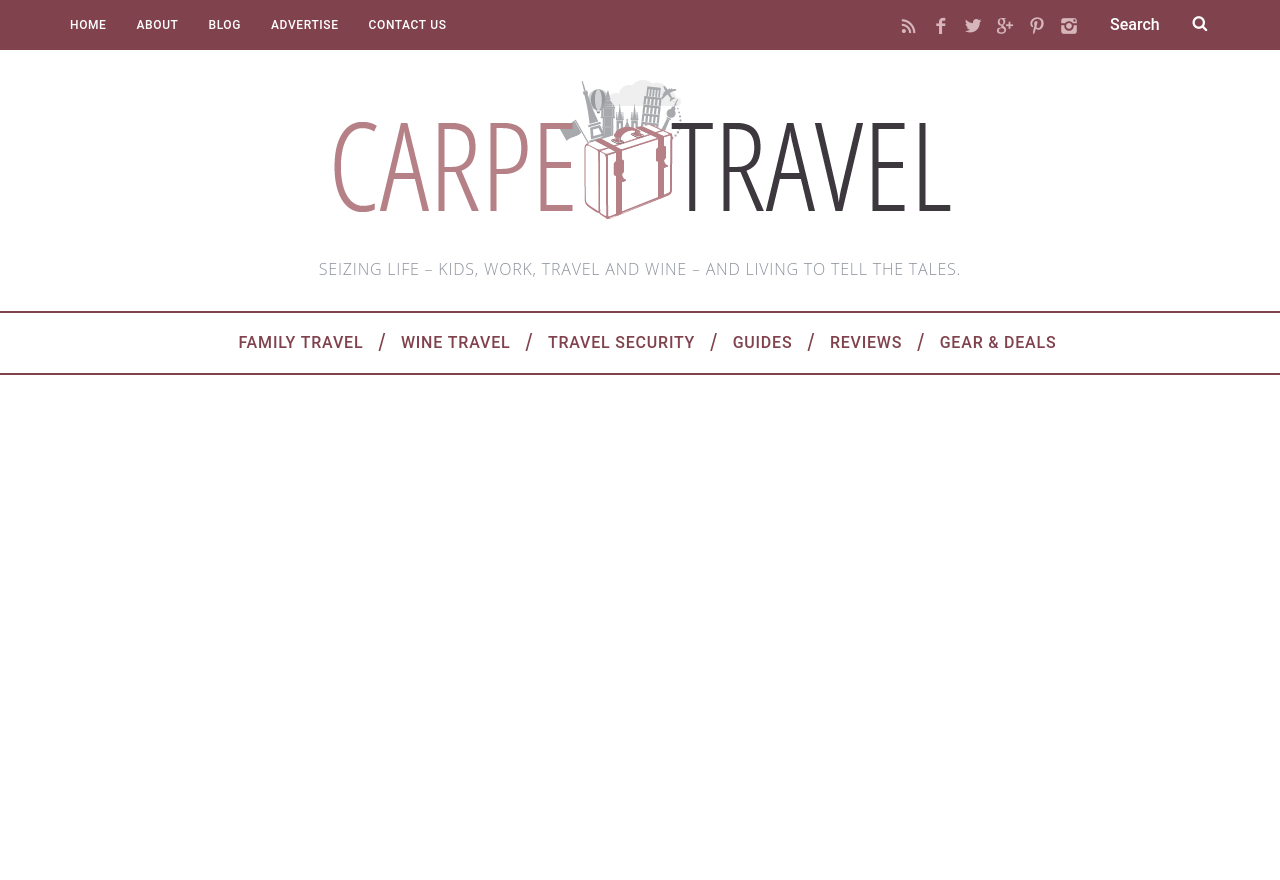 HOME ABOUT BLOG ADVERTISE CONTACT US Search
CARPE TRAVEL
SEIZING LIFE – KIDS, WORK, TRAVEL AND WINE – AND LIVING TO TELL THE TALES.
FAMILY TRAVEL / WINE TRAVEL / TRAVEL SECURITY / GUIDES / REVIEWS / GEAR & DEALS